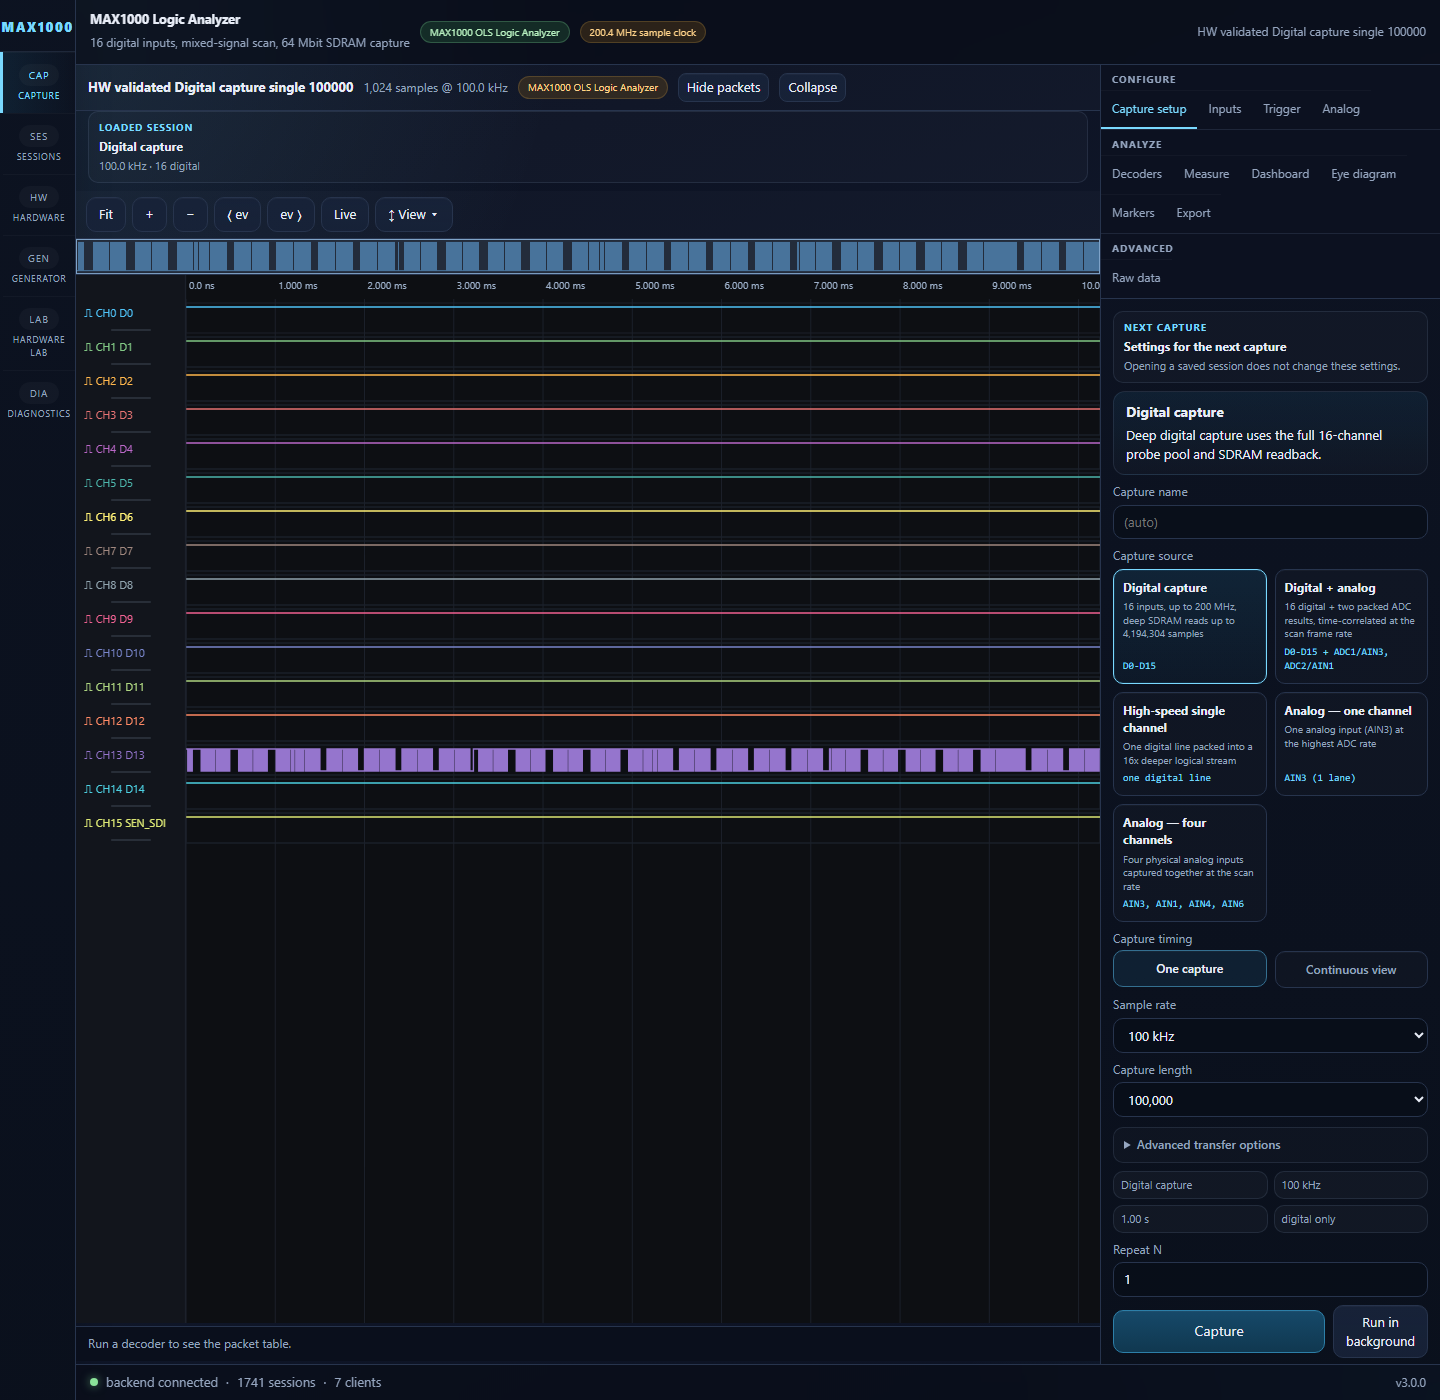 MAX1000
CAP
CAPTURE
SES
SESSIONS
HW
HARDWARE
GEN
GENERATOR
LAB
HARDWARE
LAB
DIA
DIAGNOSTICS
MAX1000 Logic Analyzer
16 digital inputs, mixed-signal scan, 64 Mbit SDRAM capture
MAX1000 OLS Logic Analyzer
200.4 MHz sample clock
HW validated Digital capture single 100000
HW validated Digital capture single 100000
1,024 samples @ 100.0 kHz
MAX1000 OLS Logic Analyzer
Hide packets
Collapse
LOADED SESSION
Digital capture
100.0 kHz · 16 digital
Fit
+
−
⟨ ev
ev ⟩
Live
↕ View ▾
0.0 ns
1.000 ms
2.000 ms
3.000 ms
4.000 ms
5.000 ms
6.000 ms
7.000 ms
8.000 ms
9.000 ms
10.0
CH0 D0
CH1 D1
CH2 D2
CH3 D3
CH4 D4
CH5 D5
CH6 D6
CH7 D7
CH8 D8
CH9 D9
CH10 D10
CH11 D11
CH12 D12
CH13 D13
CH14 D14
CH15 SEN_SDI
Run a decoder to see the packet table.
backend connected · 1741 sessions · 7 clients
CONFIGURE
Capture setup
Inputs
Trigger
Analog
ANALYZE
Decoders
Measure
Dashboard
Eye diagram
Markers
Export
ADVANCED
Raw data
NEXT CAPTURE
Settings for the next capture
Opening a saved session does not change these settings.
Digital capture
Deep digital capture uses the full 16-channel
probe pool and SDRAM readback.
Capture name
(auto)
Capture source
Digital capture
16 inputs, up to 200 MHz,
deep SDRAM reads up to
4,194,304 samples
D0-D15
Digital + analog
16 digital + two packed ADC
results, time-correlated at the
scan frame rate
D0-D15 + ADC1/AIN3,
ADC2/AIN1
High-speed single
channel
One digital line packed into a
16x deeper logical stream
one digital line
Analog — one channel
One analog input (AIN3) at
the highest ADC rate
AIN3 (1 lane)
Analog — four
channels
Four physical analog inputs
captured together at the scan
rate
AIN3, AIN1, AIN4, AIN6
Capture timing
One capture
Continuous view
Sample rate
100 kHz
Capture length
100,000
▶ Advanced transfer options
Digital capture
100 kHz
1.00 s
digital only
Repeat N
1
Capture
Run in
background
v3.0.0